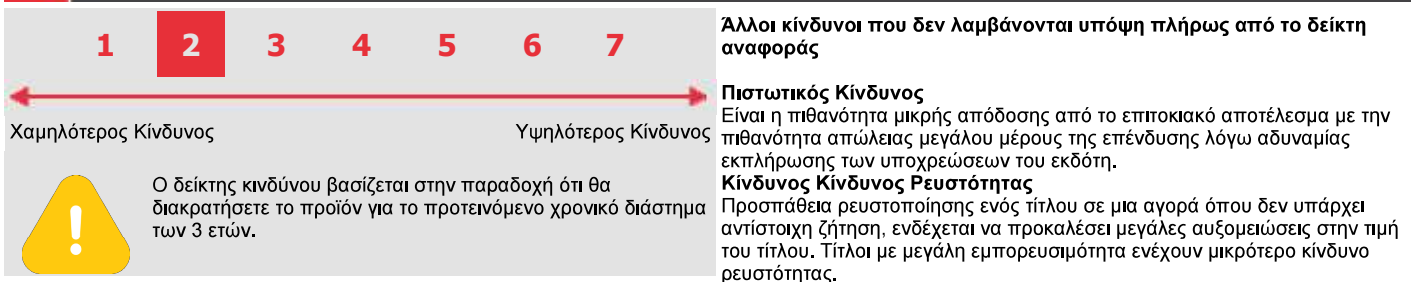 1 2 3 4 5 6 7
Χαμηλότερος Κίνδυνος Υψηλότερος Κίνδυνος
!
Ο δείκτης κινδύνου βασίζεται στην παραδοχή ότι θα
διακρατήσετε το προϊόν για το προτεινόμενο χρονικό διάστημα
των 3 ετών.
Άλλοι κίνδυνοι που δεν λαμβάνονται υπόψη πλήρως από το δείκτη
αναφοράς
Πιστωτικός Κίνδυνος
Είναι η πιθανότητα μικρής απόδοσης από το επιτοκιακό αποτέλεσμα με την
πιθανότητα απώλειας μεγάλου μέρους της επένδυσης λόγω αδυναμίας
εκπλήρωσης των υποχρεώσεων του εκδότη.
Κίνδυνος Κίνδυνος Ρευστότητας
Προσπάθεια ρευστοποίησης ενός τίτλου σε μια αγορά όπου δεν υπάρχει
αντίστοιχη ζήτηση, ενδέχεται να προκαλέσει μεγάλες αυξομειώσεις στην τιμή
του τίτλου. Τίτλοι με μεγάλη εμπορευσιμότητα ενέχουν μικρότερο κίνδυνο
ρευστότητας.